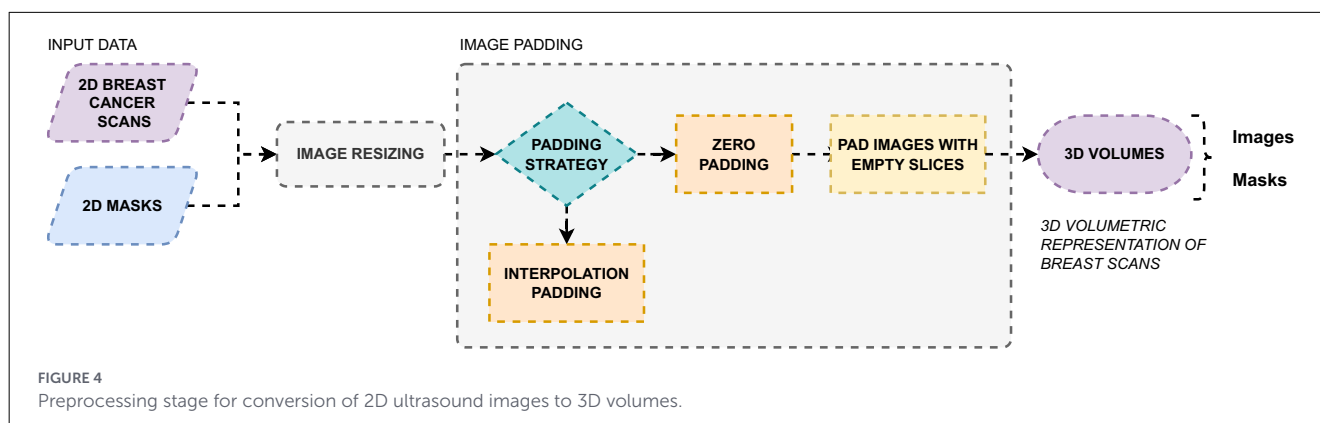 INPUT DATA
2D BREAST
CANCER
SCANS
2D MASKS
IMAGE RESIZING
IMAGE PADDING
PADDING
STRATEGY
ZERO
PADDING
PAD IMAGES WITH
EMPTY SLICES
INTERPOLATION
PADDING
3D VOLUMES
Images
Masks
3D VOLUMETRIC
REPRESENTATION OF
BREAST SCANS
FIGURE 4
Preprocessing stage for conversion of 2D ultrasound images to 3D volumes.